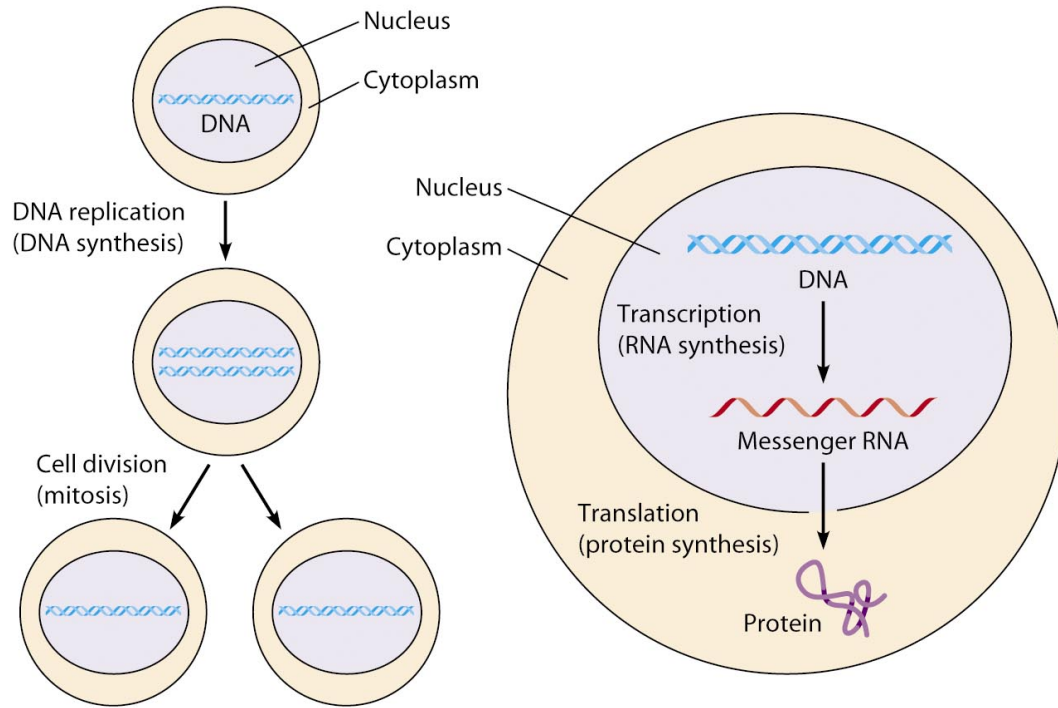 Nucleus
Cytoplasm
DNA
DNA replication
(DNA synthesis)
Cell division
(mitosis)
Nucleus
Cytoplasm
DNA
Transcription
(RNA synthesis)
Messenger RNA
Translation
(protein synthesis)
Protein